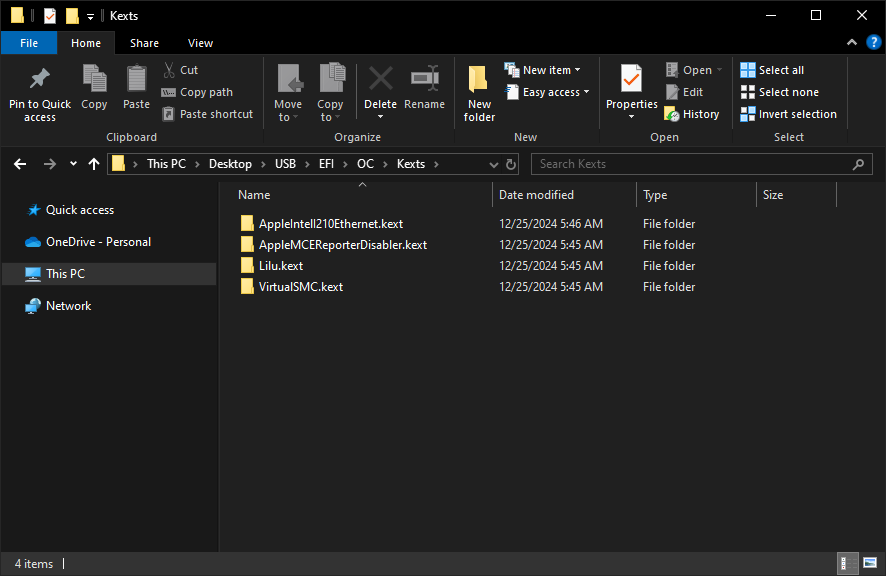 Kexts
File Home Share View
Pin to Quick access
Copy
Paste
Cut
Copy path
Paste shortcut
Clipboard
Move to
Copy to
Delete
Rename
Organize
New folder
New item
Easy access
New
Properties
Open
Edit
History
Open
Select all
Select none
Invert selection
Select
This PC > Desktop > USB > EFI > OC > Kexts >
Search Kexts
Quick access
OneDrive - Personal
This PC
Network
Name Date modified Type Size
AppleIntelI210Ethernet.kext 12/25/2024 5:46 AM File folder
AppleMCEReporterDisabler.kext 12/25/2024 5:45 AM File folder
Lilu.kext 12/25/2024 5:45 AM File folder
VirtualSMC.kext 12/25/2024 5:45 AM File folder
4 items